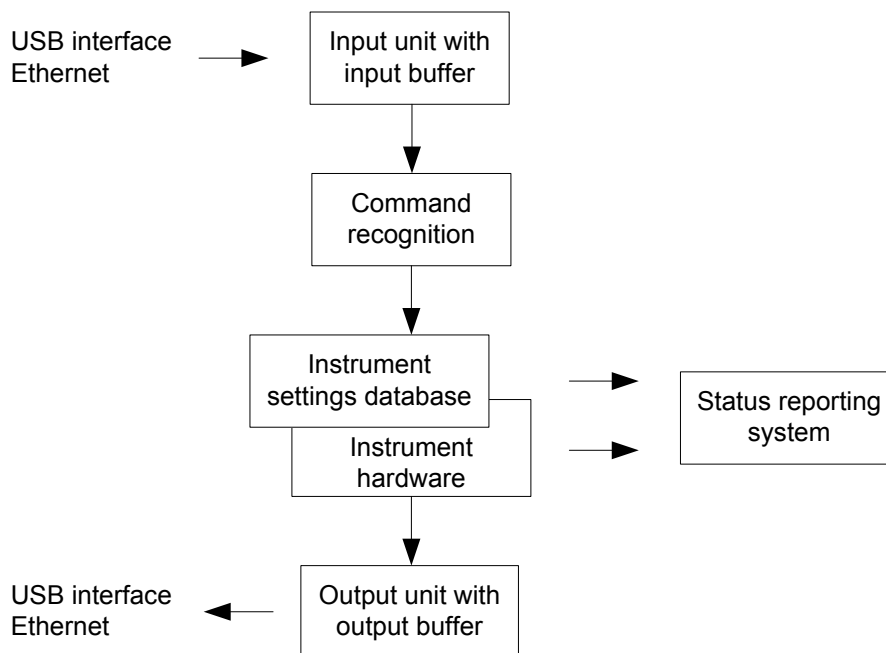 USB interface
Ethernet
Input unit with
input buffer
Command
recognition
Instrument
settings database
Instrument
hardware
Status reporting
system
USB interface
Ethernet
Output unit with
output buffer